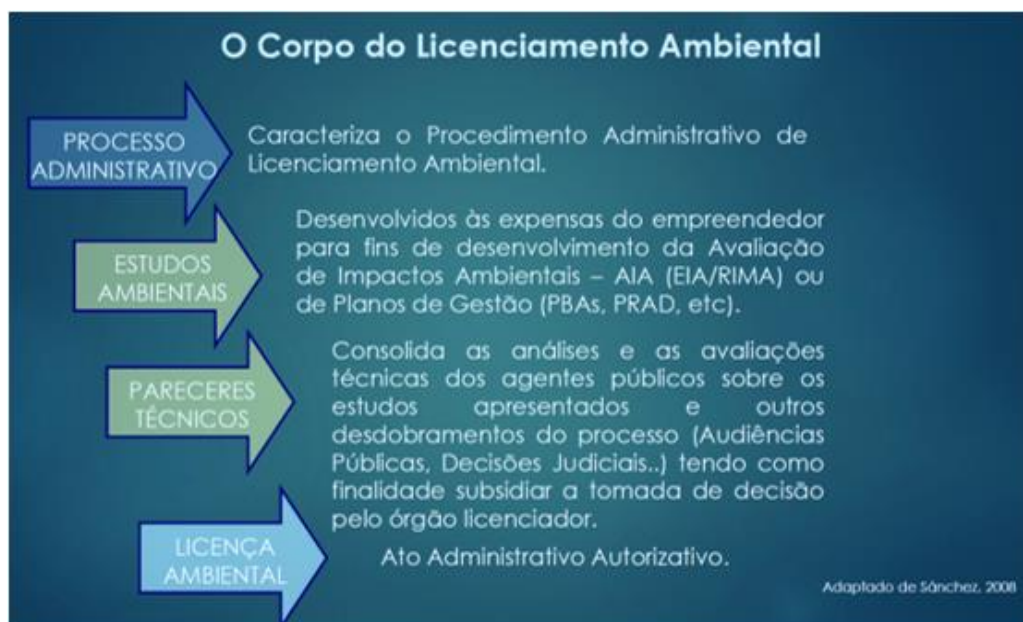 O Corpo do Licenciamento Ambiental
PROCESSO
ADMINISTRATIVO
Caracteriza o Procedimento Administrativo de
Licenciamento Ambiental.
ESTUDOS
AMBIENTAIS
Desenvolvidos às expensas do empreendedor
para fins de desenvolvimento da Avaliação
de Impactos Ambientais – AIA (EIA/RIMA) ou
de Planos de Gestão (PBAs, PRAD, etc).
PARECERES
TÉCNICOS
Consolida as análises e as avaliações
técnicas dos agentes públicos sobre os
estudos apresentados e outros
desdobramentos do processo (Audiências
Públicas, Decisões Judiciais..) tendo como
finalidade subsidiar a tomada de decisão
pelo órgão licenciador.
LICENÇA
AMBIENTAL
Ato Administrativo Autorizativo.
Adaptado de Sánchez, 2008